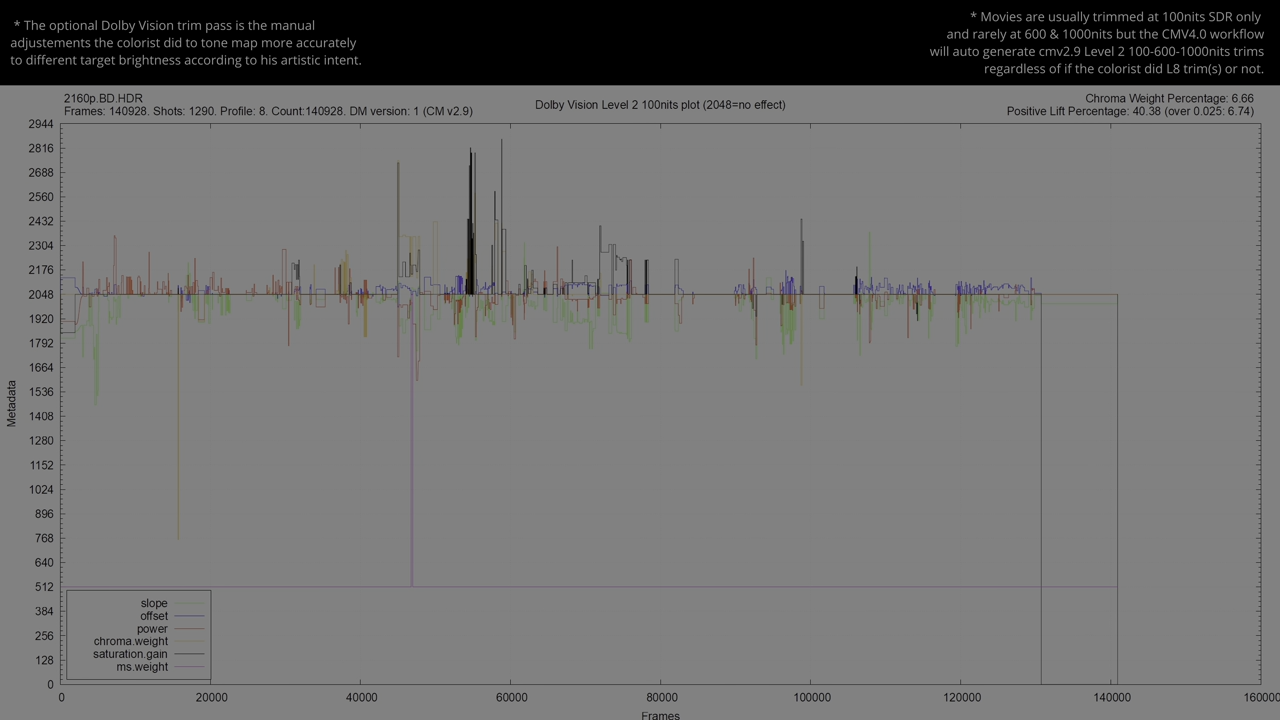 * The optional Dolby Vision trim pass is the manual
adjustements the colorist did to tone map more accurately
to different target brightness according to his artistic intent.
* Movies are usually trimmed at 100nits SDR only
and rarely at 600 & 1000nits but the CMV4.0 workflow
will auto generate cmv2.9 Level 2 100-600-1000nits trims
regardless of if the colorist did L8 trim(s) or not.
2160p.BD.HDR
Frames: 140928. Shots: 1290. Profile: 8. Count:140928. DM version: 1 (CM v2.9)
Dolby Vision Level 2 100nits plot (2048=no effect)
Chroma Weight Percentage: 6.66
Positive Lift Percentage: 40.38 (over 0.025: 6.74)
2944
2816
2688
2560
2432
2304
2176
2048
1920
1792
1664
1536
1408
1280
1152
1024
896
768
640
512
384
256
128
0
Metadata
slope
offset
power
chroma.weight
saturation.gain
ms.weight
0 20000 40000 60000 80000 100000 120000 140000 160000
Frames